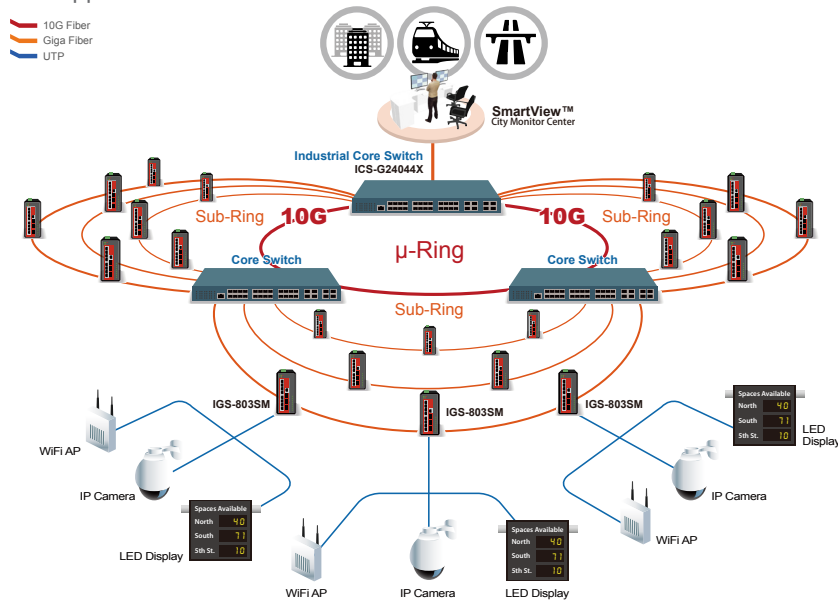 10G Fiber
Giga Fiber
UTP
SmartView™
City Monitor Center
Industrial Core Switch
ICS-G24044X
Sub-Ring
10G
10G
Sub-Ring
μ-Ring
Core Switch
Core Switch
Sub-Ring
IGS-803SM
IGS-803SM
IGS-803SM
WiFi AP
IP Camera
Spaces Available
North 40
South 71
5th St. 10
LED Display
WiFi AP
IP Camera
Spaces Available
North 40
South 71
5th St. 10
LED Display
WiFi AP
IP Camera
Spaces Available
North 40
South 71
5th St. 10
LED
Display